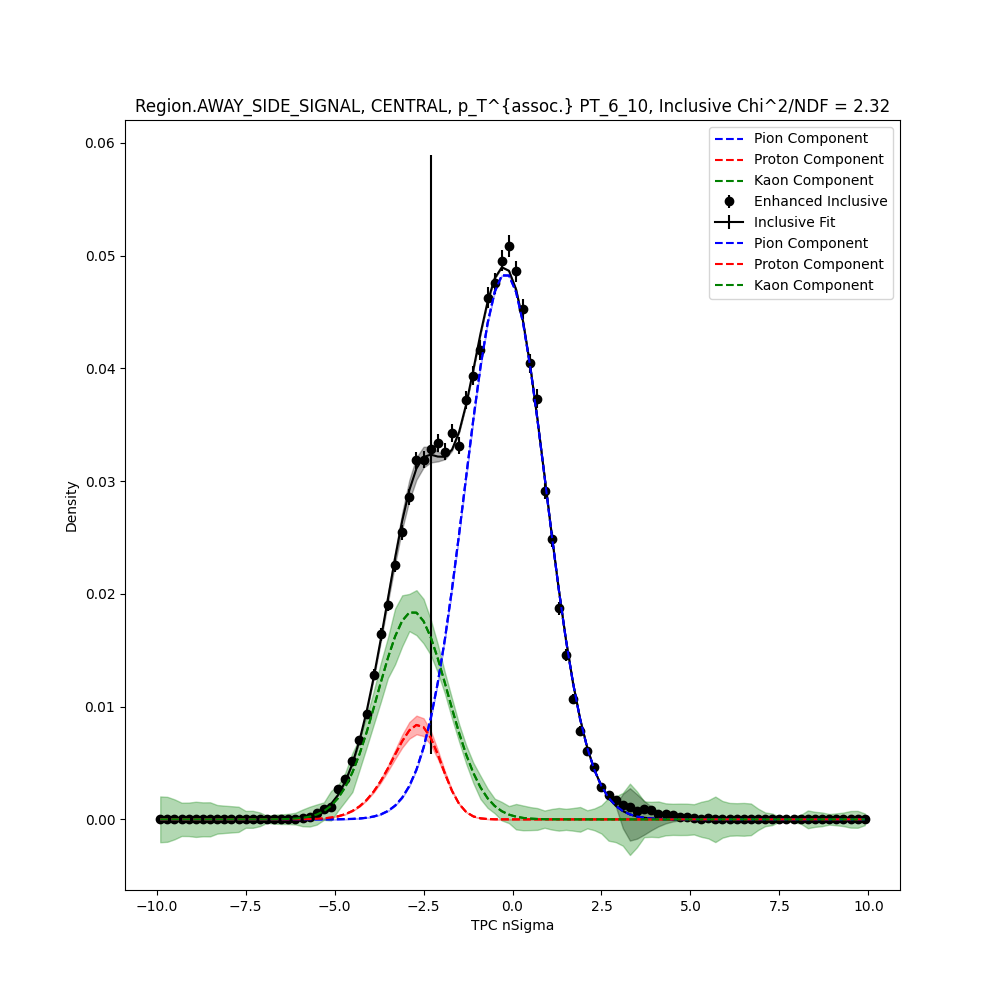 Region.AWAY_SIDE_SIGNAL, CENTRAL, p_T^{assoc.} PT_6_10, Inclusive Chi^2/NDF = 2.32
Pion Component
Proton Component
Kaon Component
Enhanced Inclusive
Inclusive Fit
Pion Component
Proton Component
Kaon Component
0.06
0.05
0.04
0.03
0.02
0.01
0.00
Density
−10.0 −7.5 −5.0 −2.5 0.0 2.5 5.0 7.5 10.0
TPC nSigma